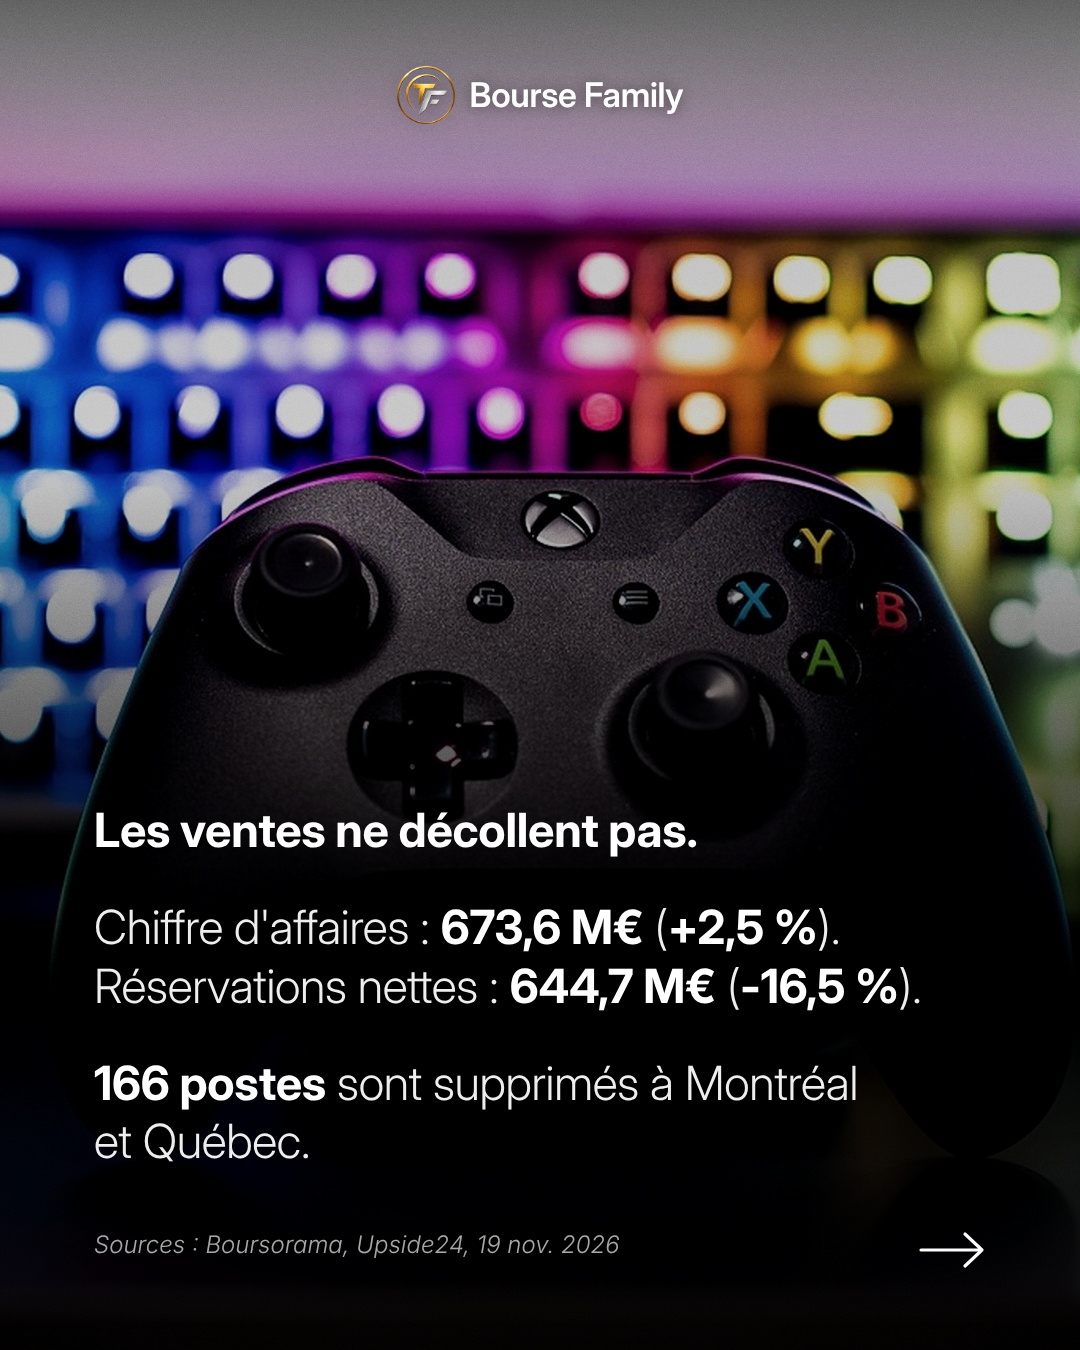 Bourse Family
Les ventes ne décollent pas.
Chiffre d'affaires : 673,6 M€ (+2,5 %).
Réservations nettes : 644,7 M€ (-16,5 %).
166 postes sont supprimés à Montréal
et Québec.
Sources : Boursorama, Upside24, 19 nov. 2026
TF
Y
X
B
A